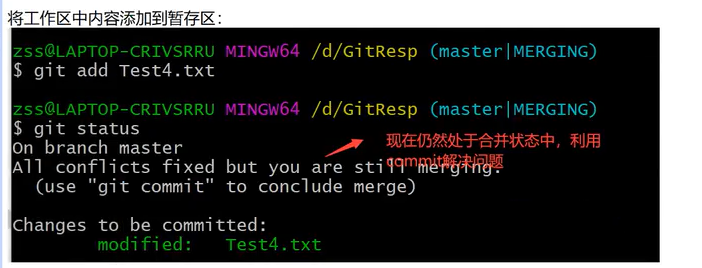 将工作区中内容添加到暂存区：
zss@LAPTOP-CRIVSRRU MINGW64 /d/GitResp (master|MERGING)
$ git add Test4.txt
zss@LAPTOP-CRIVSRRU MINGW64 /d/GitResp (master|MERGING)
$ git status
On branch master
现在仍然处于合并状态中，利用
commit解决问题
All conflicts fixed but you are still merging.
(use "git commit" to conclude merge)
Changes to be committed:
modified: Test4.txt